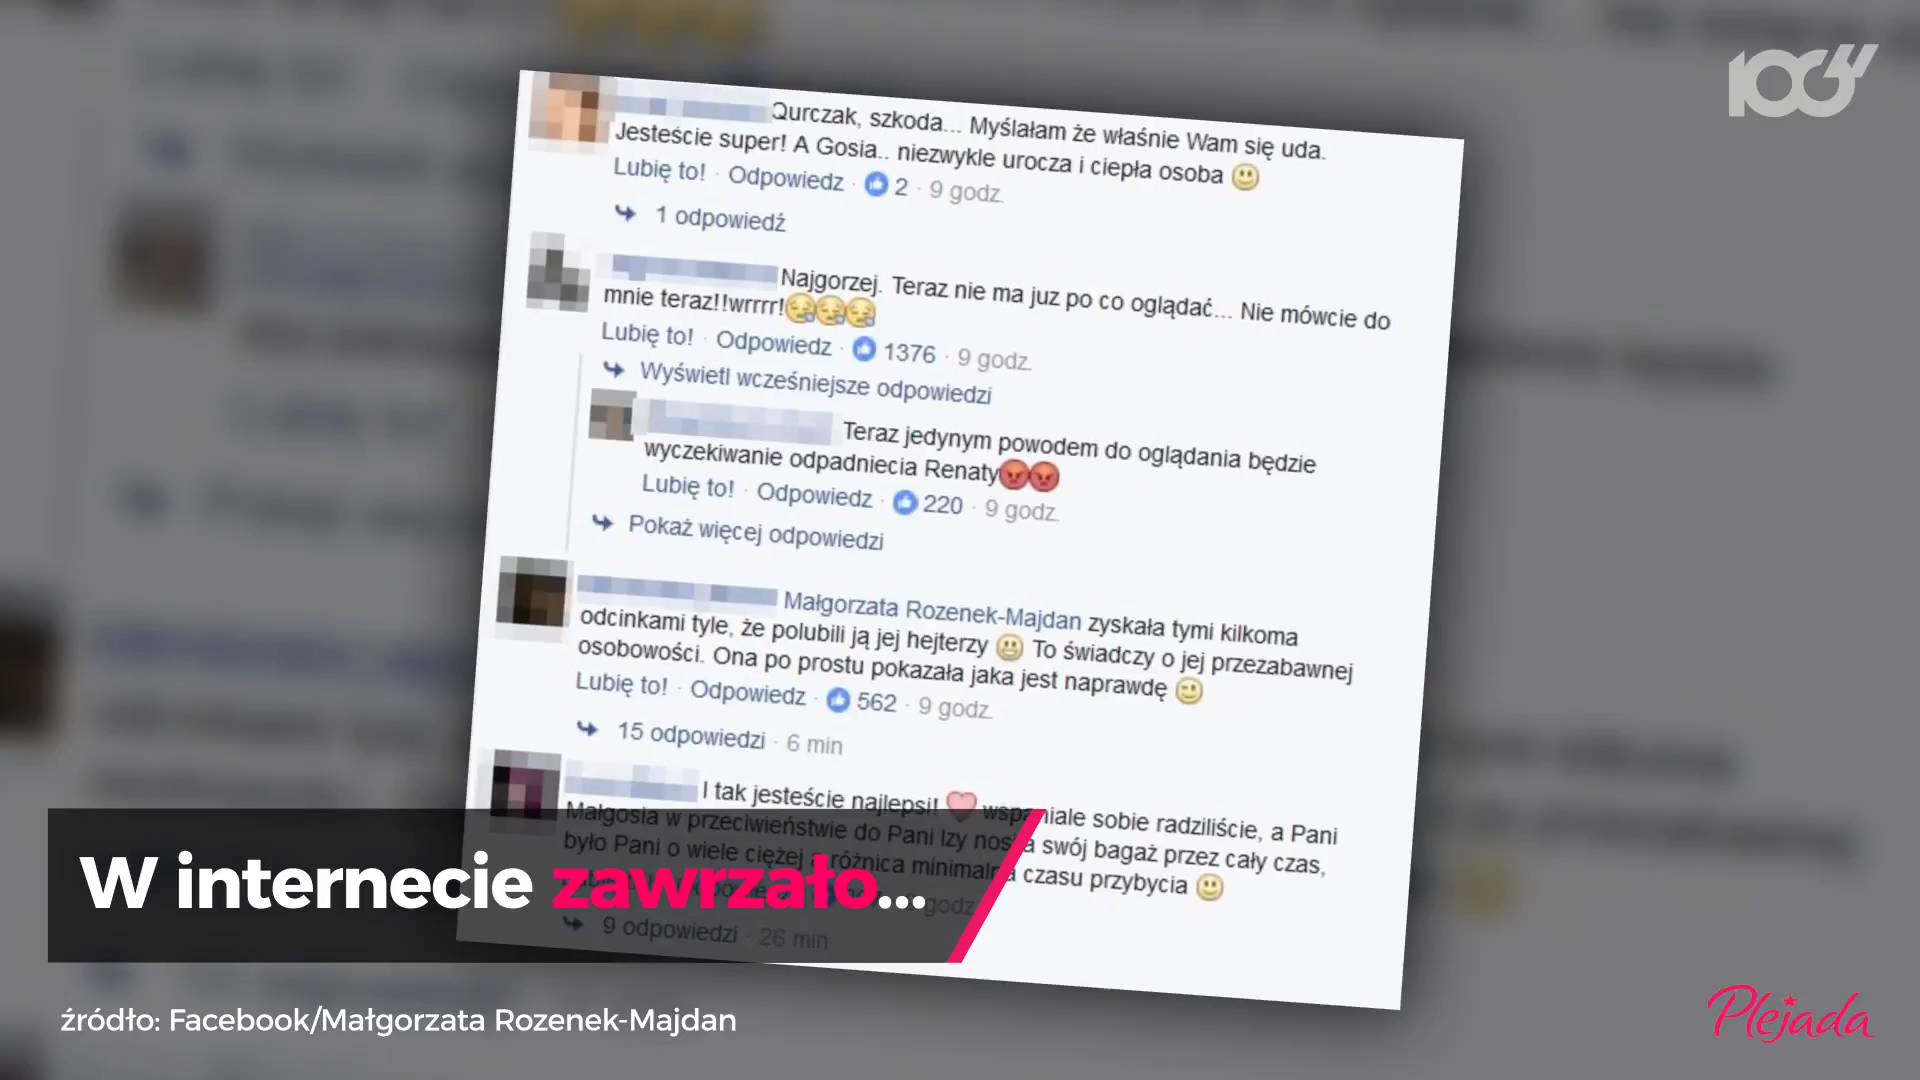 100"
Qurczak, szkoda... Myślałam że właśnie Wam się uda.
Jesteście super! A Gosia.. niezwykle urocza i ciepła osoba
Lubię to! · Odpowiedz · 2 · 9 godz.
1 odpowiedź
Najgorzej. Teraz nie ma juz po co oglądać... Nie mówcie do
mnie teraz!!wrrrr!
Lubię to! · Odpowiedz · 1376 · 9 godz.
Wyświetl wcześniejsze odpowiedzi
Teraz jedynym powodem do oglądania będzie
wyczekiwanie odpadniecia Renaty
Lubię to! · Odpowiedz · 220 · 9 godz.
Pokaż więcej odpowiedzi
Małgorzata Rozenek-Majdan zyskała tymi kilkoma
odcinkami tyle, że polubili ją jej hejterzy To świadczy o jej przezabawnej
osobowości. Ona po prostu pokazała jaka jest naprawdę
Lubię to! · Odpowiedz · 562 · 9 godz.
15 odpowiedzi · 6 min
I tak jesteście najlepsi! wspaniale sobie radziliście, a Pani
Małgosia w przeciwieństwie do Pani Izy nosiła swój bagaż przez cały czas,
było Pani o wiele ciężej a różnica minimalna czasu przybycia
godz.
9 odpowiedzi · 26 min
W internecie zawrzało...
źródło: Facebook/Małgorzata Rozenek-Majdan
Plejada